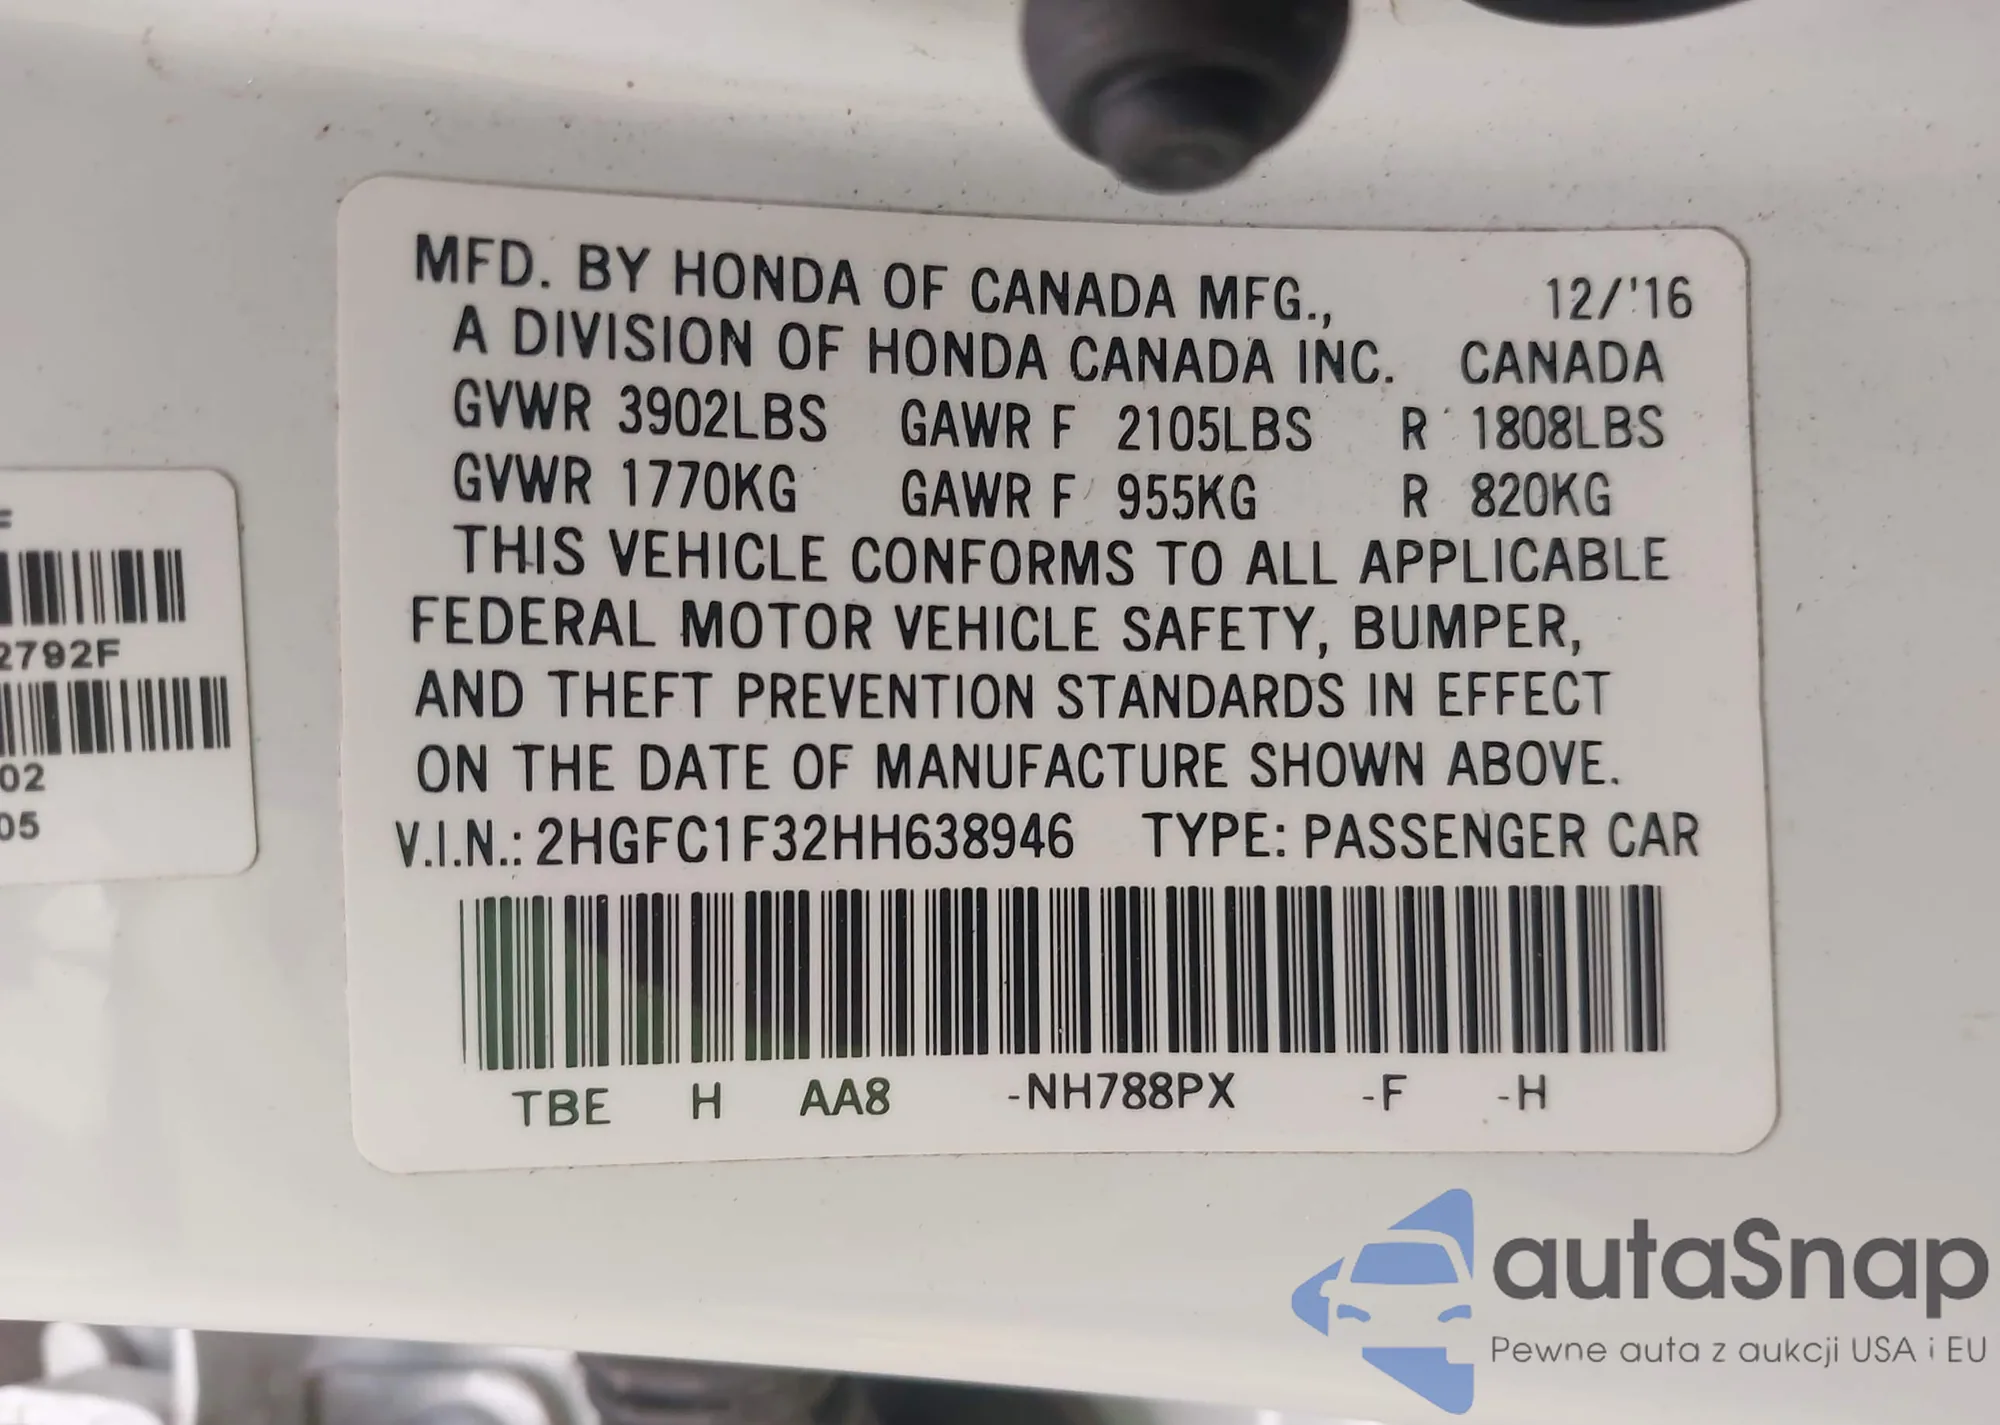 MFD. BY HONDA OF CANADA MFG., 12/'16
A DIVISION OF HONDA CANADA INC. CANADA
GVWR 3902LBS GAWR F 2105LBS R 1808LBS
GVWR 1770KG GAWR F 955KG R 820KG
THIS VEHICLE CONFORMS TO ALL APPLICABLE
FEDERAL MOTOR VEHICLE SAFETY, BUMPER,
AND THEFT PREVENTION STANDARDS IN EFFECT
ON THE DATE OF MANUFACTURE SHOWN ABOVE.
V.I.N.: 2HGFC1F32HH638946 TYPE: PASSENGER CAR
TBE H AA8 -NH788PX -F -H
2792F
02
05
autaSnap
Pewne auta z aukcji USA i EU